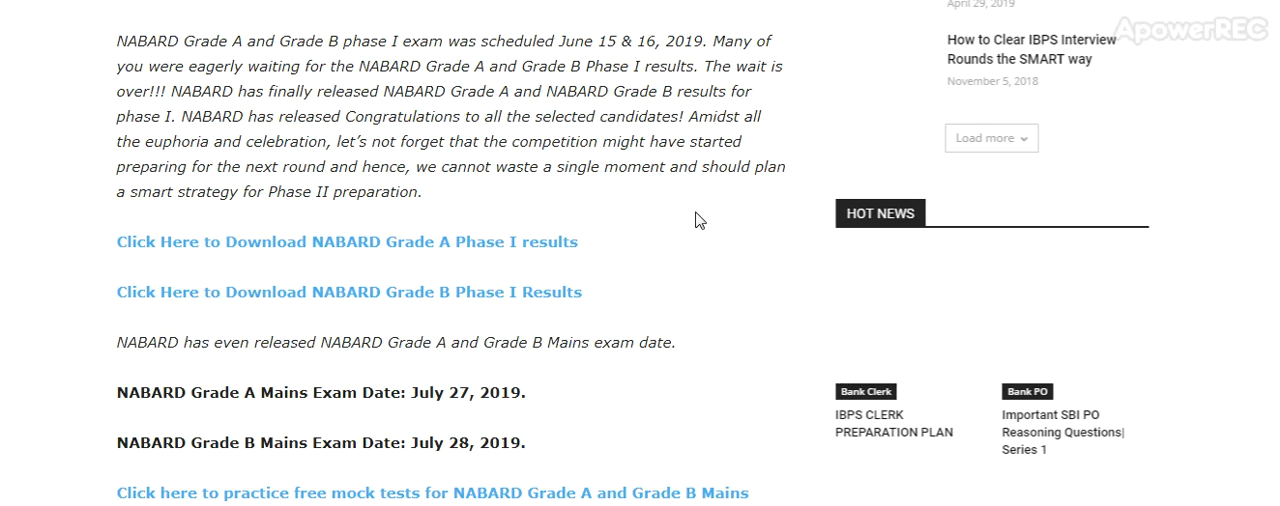 April 29, 2019
ApowerREC
NABARD Grade A and Grade B phase I exam was scheduled June 15 & 16, 2019. Many of
you were eagerly waiting for the NABARD Grade A and Grade B Phase I results. The wait is
over!!! NABARD has finally released NABARD Grade A and NABARD Grade B results for
phase I. NABARD has released Congratulations to all the selected candidates! Amidst all
the euphoria and celebration, let’s not forget that the competition might have started
preparing for the next round and hence, we cannot waste a single moment and should plan
a smart strategy for Phase II preparation.
Click Here to Download NABARD Grade A Phase I results
Click Here to Download NABARD Grade B Phase I Results
NABARD has even released NABARD Grade A and Grade B Mains exam date.
NABARD Grade A Mains Exam Date: July 27, 2019.
NABARD Grade B Mains Exam Date: July 28, 2019.
Click here to practice free mock tests for NABARD Grade A and Grade B Mains
How to Clear IBPS Interview
Rounds the SMART way
November 5, 2018
Load more
HOT NEWS
Bank Clerk
IBPS CLERK
PREPARATION PLAN
Bank PO
Important SBI PO
Reasoning Questions|
Series 1